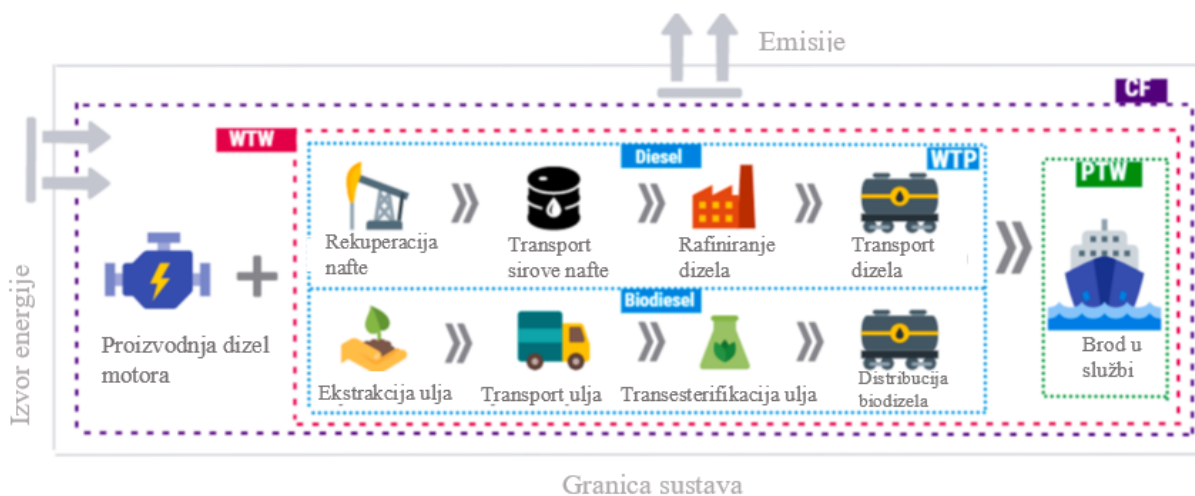 Emisije
CF
WTW
Diesel
WTP
PTW
Rekuperacija
nafte
Transport
sirove nafte
Rafiniranje
dizela
Transport
dizela
Izvor energije
Biodiesel
Proizvodnja dizel
motora
Brod u
službi
Ekstrakcija ulja
Transport ulja
Transesterifikacija ulja
Distribucija
biodizela
Granica sustava